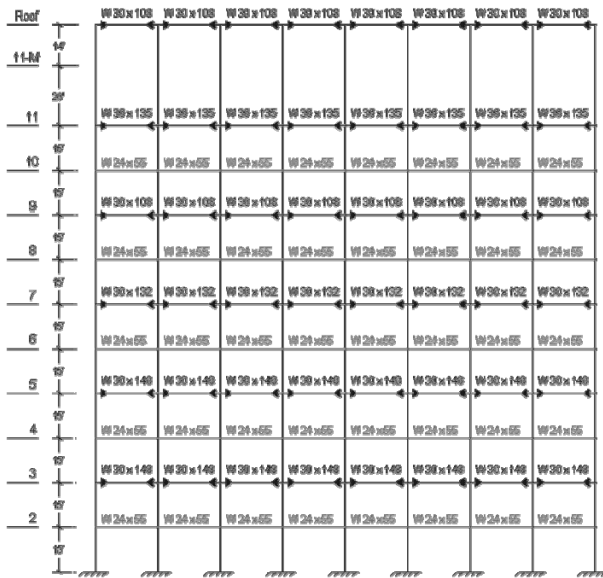 Roof W30x108 W30x108 W30x108 W30x108 W30x108 W30x108 W30x108 W30x108
14'
11-M
11 W36x135 W36x135 W36x135 W36x135 W36x135 W36x135 W36x135 W36x135
15'
10 W24x55 W24x55 W24x55 W24x55 W24x55 W24x55 W24x55 W24x55
15'
9 W30x108 W30x108 W30x108 W30x108 W30x108 W30x108 W30x108 W30x108
15'
8 W24x55 W24x55 W24x55 W24x55 W24x55 W24x55 W24x55 W24x55
15'
7 W30x132 W30x132 W30x132 W30x132 W30x132 W30x132 W30x132 W30x132
15'
6 W24x55 W24x55 W24x55 W24x55 W24x55 W24x55 W24x55 W24x55
15'
5 W30x148 W30x148 W30x148 W30x148 W30x148 W30x148 W30x148 W30x148
15'
4 W24x55 W24x55 W24x55 W24x55 W24x55 W24x55 W24x55 W24x55
15'
3 W30x148 W30x148 W30x148 W30x148 W30x148 W30x148 W30x148 W30x148
15'
2 W24x55 W24x55 W24x55 W24x55 W24x55 W24x55 W24x55 W24x55
15'